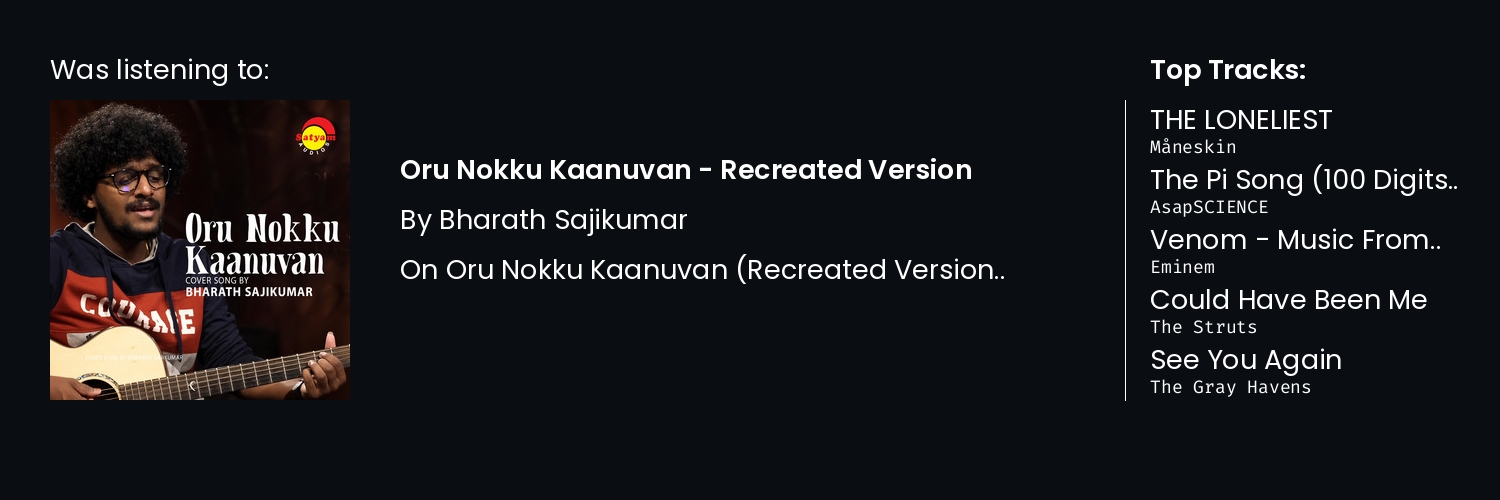 Was listening to:
Satyam
AUDIOS
Oru Nokku
Kaanuvan
COVER SONG BY
BHARATH SAJIKUMAR
COURAGE
Oru Nokku Kaanuvan - Recreated Version
By Bharath Sajikumar
On Oru Nokku Kaanuvan (Recreated Version..
Top Tracks:
THE LONELIEST
Måneskin
The Pi Song (100 Digits..
AsapSCIENCE
Venom - Music From..
Eminem
Could Have Been Me
The Struts
See You Again
The Gray Havens